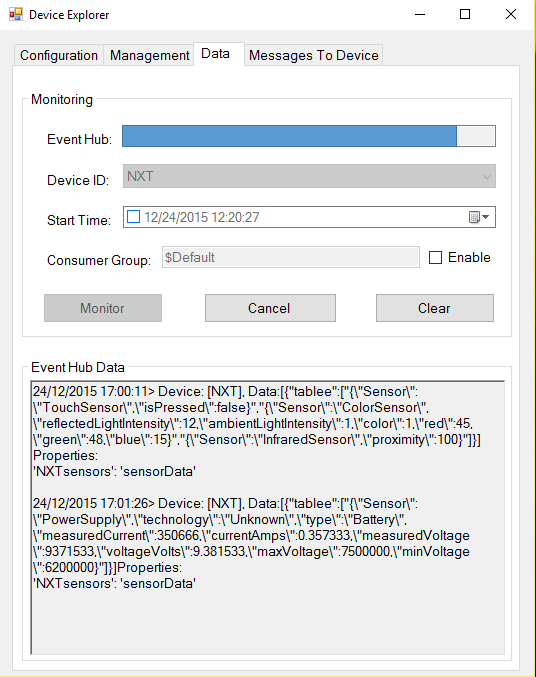 Device Explorer
Configuration Management Data Messages To Device
Monitoring
Event Hub:
Device ID: NXT
Start Time: 12/24/2015 12:20:27
Consumer Group: $Default Enable
Monitor Cancel Clear
Event Hub Data
24/12/2015 17:00:11> Device: [NXT], Data:[{"tablee":["{\"Sensor\":
\"TouchSensor\",\"isPressed\":false}","{\"Sensor\":\"ColorSensor\",
\"reflectedLightIntensity\":12,\"ambientLightIntensity\":1,\"color\":1,\"red\":45,
\"green\":48,\"blue\":15}","{\"Sensor\":\"InfraredSensor\",\"proximity\":100}"]}]
Properties:
'NXTsensors': 'sensorData'
24/12/2015 17:01:26> Device: [NXT], Data:[{"tablee":["{\"Sensor\":
\"PowerSupply\",\"technology\":\"Unknown\",\"type\":\"Battery\",
\"measuredCurrent\":350666,\"currentAmps\":0.357333,\"measuredVoltage
\":9371533,\"voltageVolts\":9.381533,\"maxVoltage\":7500000,\"minVoltage
\":6200000}"]}]Properties:
'NXTsensors': 'sensorData'